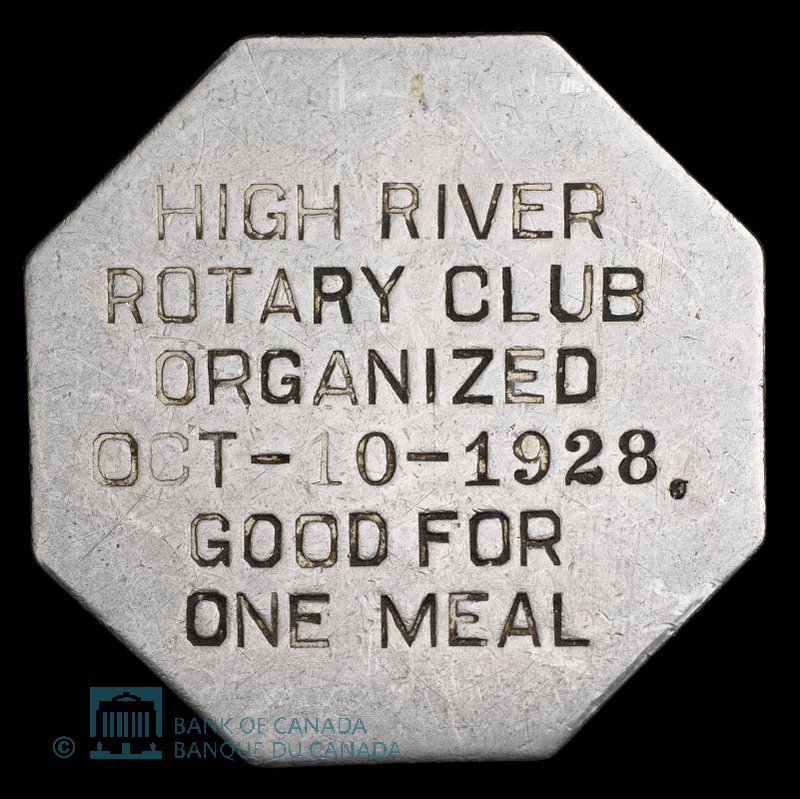 HIGH RIVER
ROTARY CLUB
ORGANIZED
OCT-10-1928.
GOOD FOR
ONE MEAL
© BANK OF CANADA
BANQUE DU CANADA